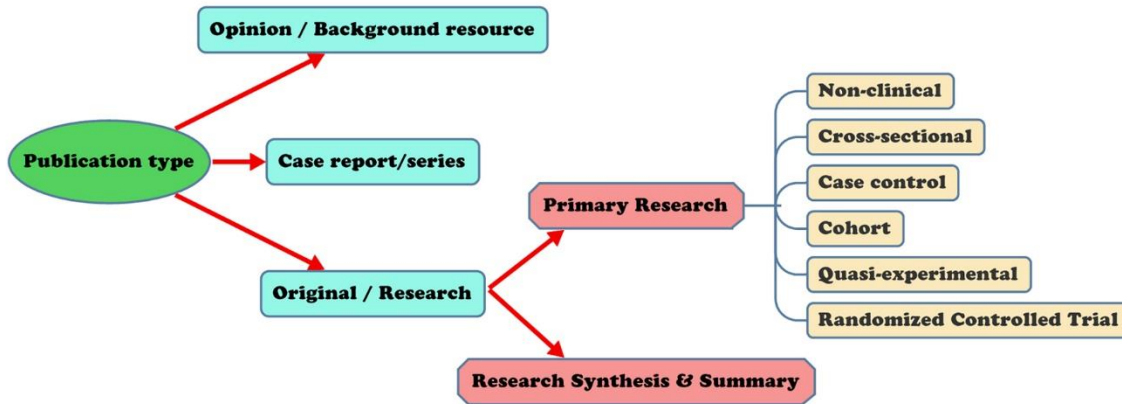 Opinion / Background resource
Publication type
Case report/series
Original / Research
Primary Research
Research Synthesis & Summary
Non-clinical
Cross-sectional
Case control
Cohort
Quasi-experimental
Randomized Controlled Trial